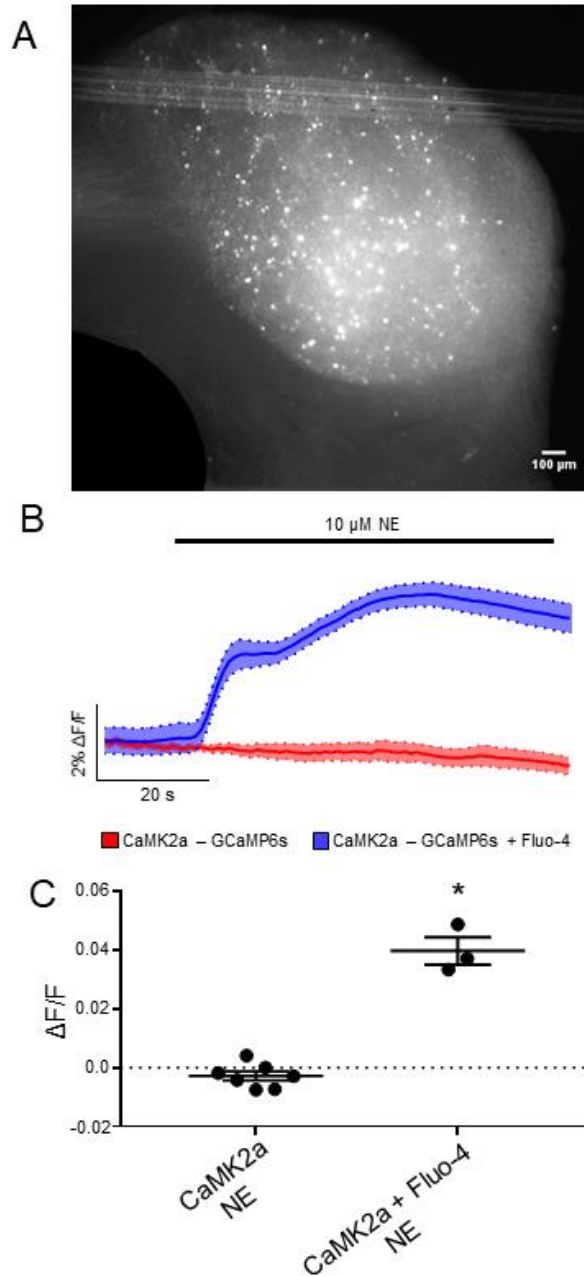 A
100 µm
B
10 µM NE
2% ΔF/F
20 s
CaMK2a – GCaMP6s CaMK2a – GCaMP6s + Fluo-4
C
*
0.06
0.04
0.02
0.0
-0.02
ΔF/F
CaMK2a
NE
CaMK2a + Fluo-4
NE